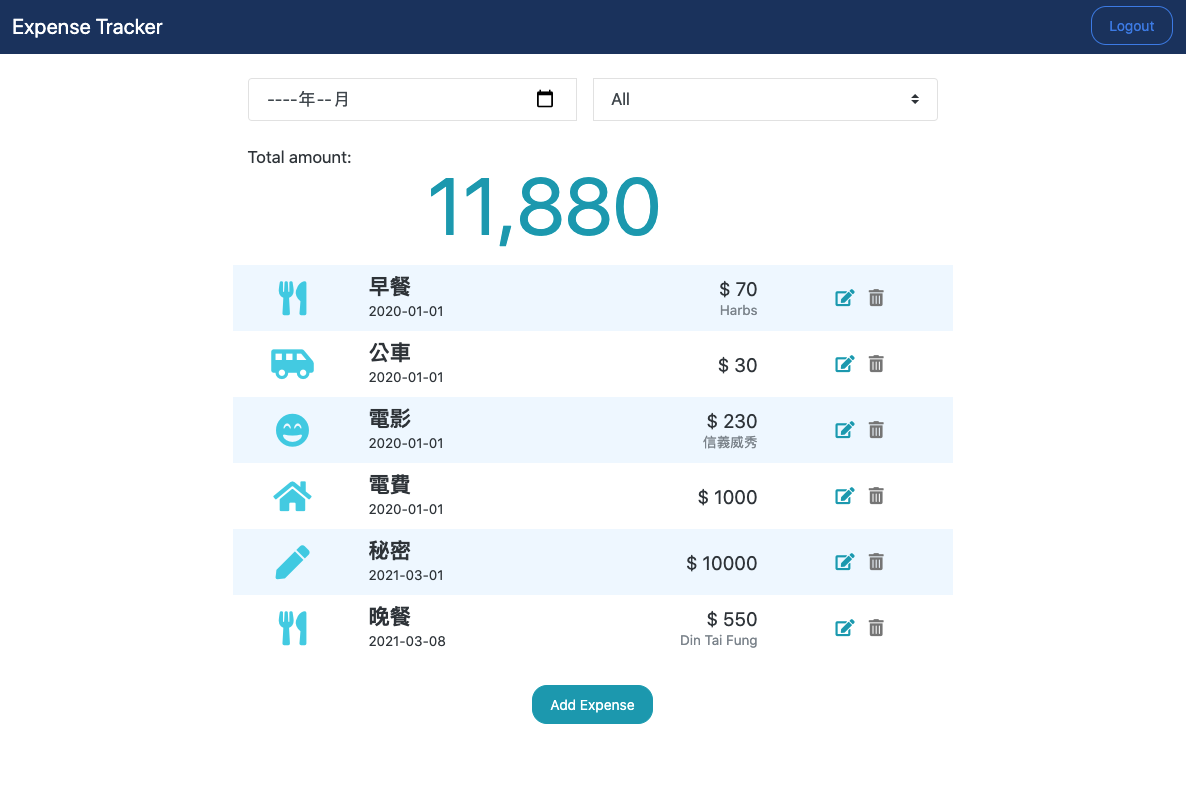 Expense Tracker
Logout
----年--月
All
Total amount:
11,880
早餐
$ 70
2020-01-01
Harbs
公車
$ 30
2020-01-01
電影
$ 230
2020-01-01
信義威秀
電費
$ 1000
2020-01-01
秘密
$ 10000
2021-03-01
晚餐
$ 550
2021-03-08
Din Tai Fung
Add Expense